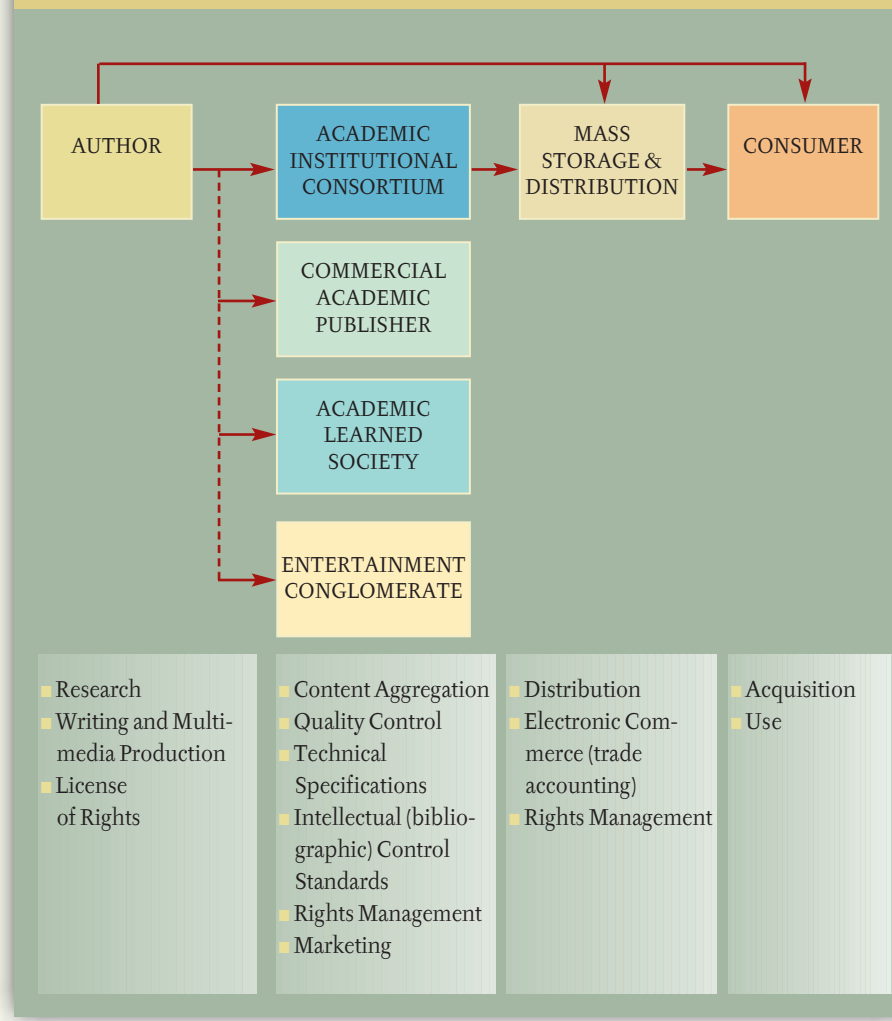 AUTHOR
ACADEMIC
INSTITUTIONAL
CONSORTIUM
MASS
STORAGE &
DISTRIBUTION
CONSUMER
COMMERCIAL
ACADEMIC
PUBLISHER
ACADEMIC
LEARNED
SOCIETY
ENTERTAINMENT
CONGLOMERATE
Research
Writing and Multi-
media Production
License
of Rights
Content Aggregation
Quality Control
Technical
Specifications
Intellectual (biblio-
graphic) Control
Standards
Rights Management
Marketing
Distribution
Electronic Com-
merce (trade
accounting)
Rights Management
Acquisition
Use